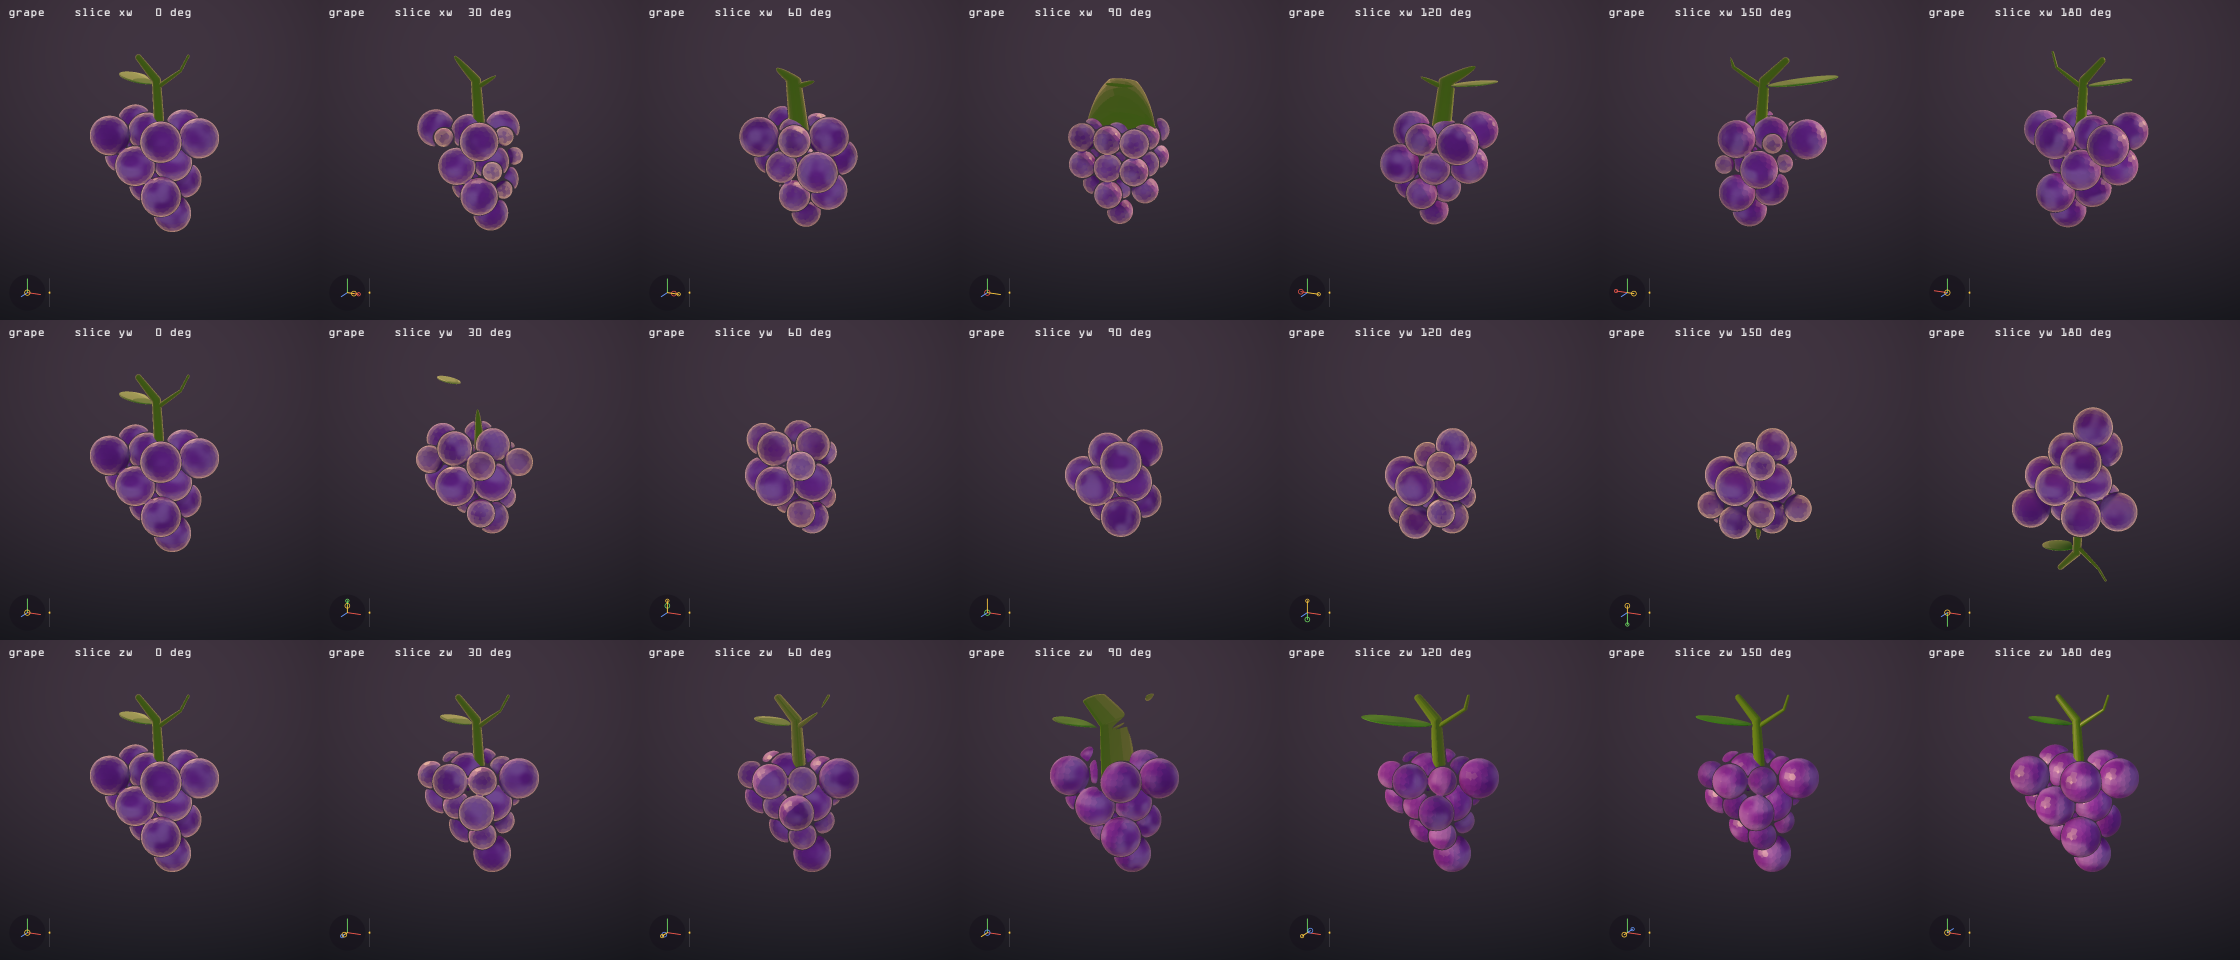 grape slice xw 0 deg
grape slice xw 30 deg
grape slice xw 60 deg
grape slice xw 90 deg
grape slice xw 120 deg
grape slice xw 150 deg
grape slice xw 180 deg
grape slice yw 0 deg
grape slice yw 30 deg
grape slice yw 60 deg
grape slice yw 90 deg
grape slice yw 120 deg
grape slice yw 150 deg
grape slice yw 180 deg
grape slice zw 0 deg
grape slice zw 30 deg
grape slice zw 60 deg
grape slice zw 90 deg
grape slice zw 120 deg
grape slice zw 150 deg
grape slice zw 180 deg